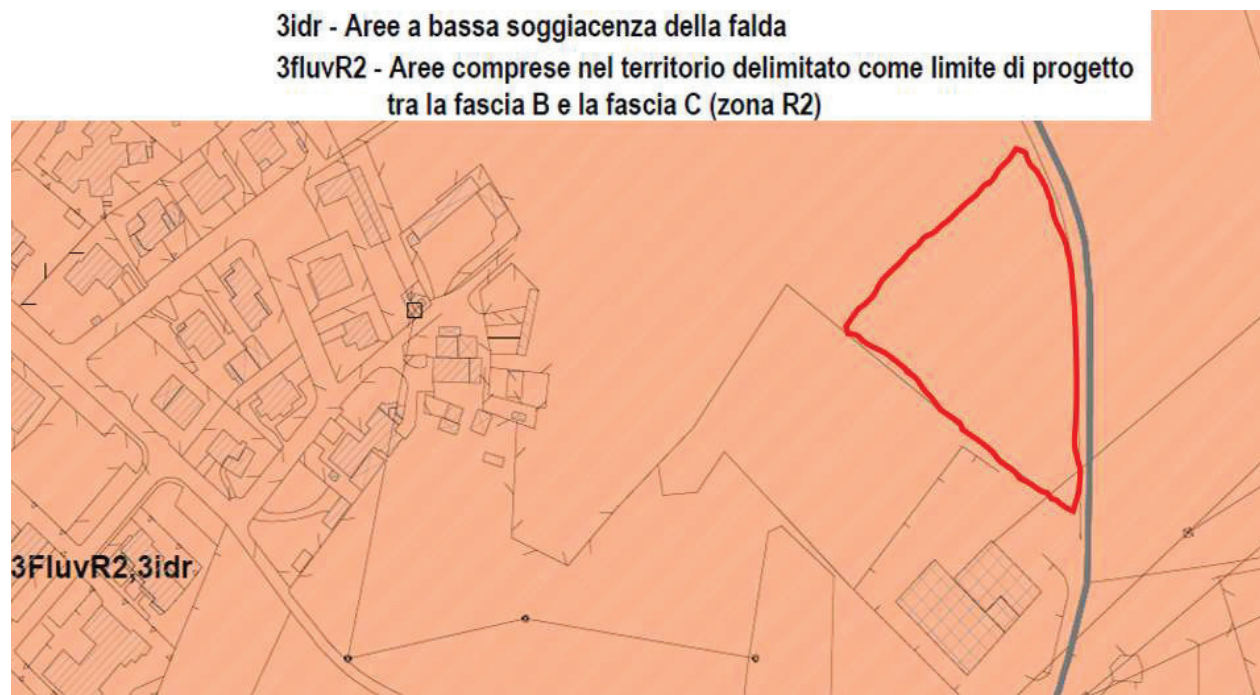 3idr - Aree a bassa soggiacenza della falda
3fluvR2 - Aree comprese nel territorio delimitato come limite di progetto
tra la fascia B e la fascia C (zona R2)
3FluvR2,3idr